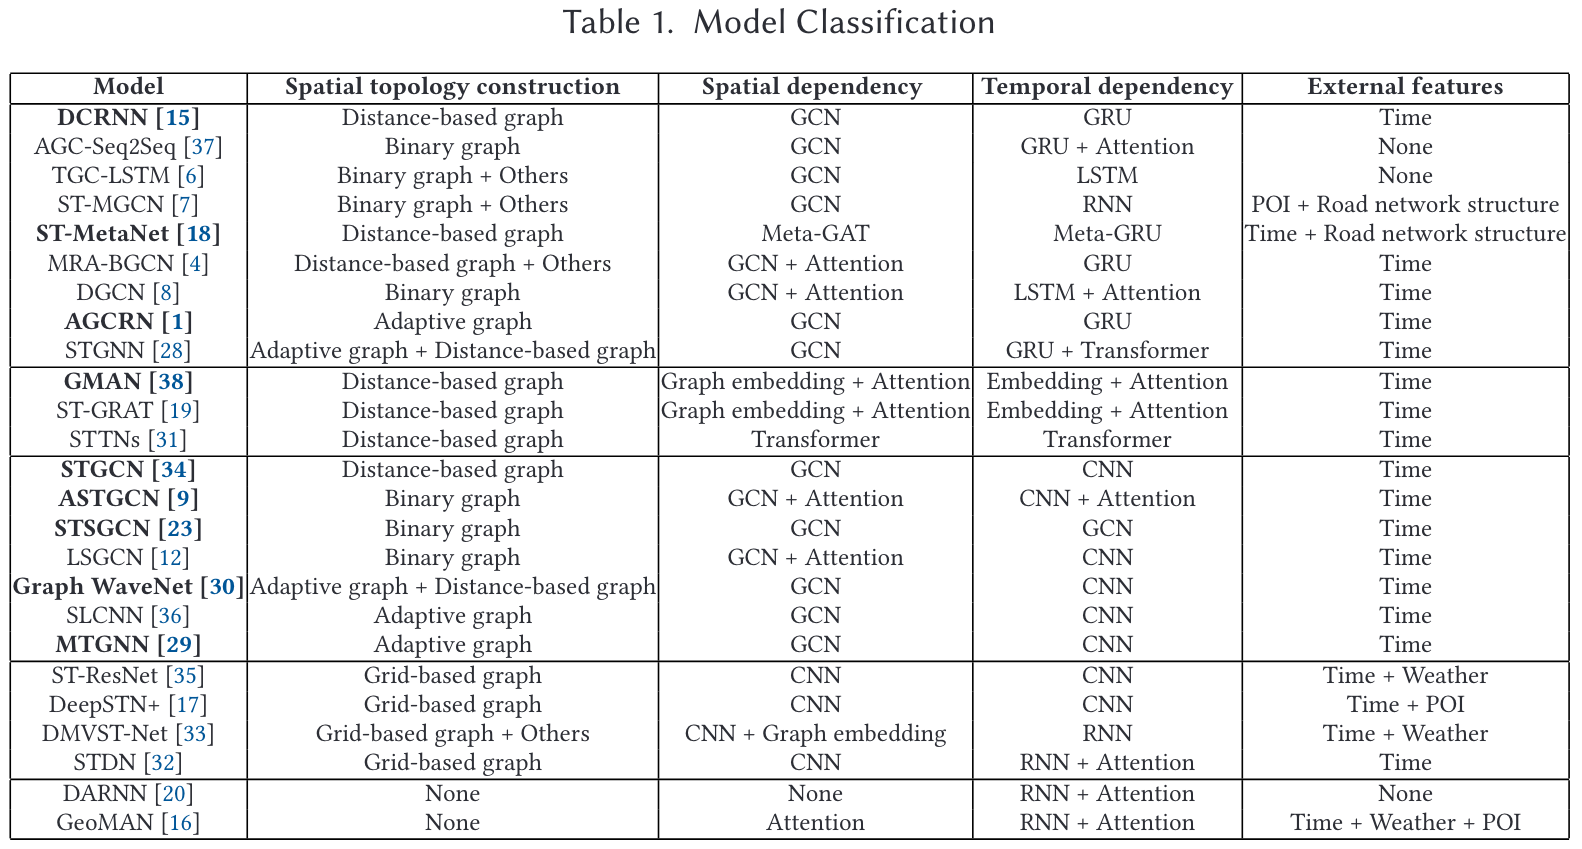 Table 1. Model Classification
Model Spatial topology construction Spatial dependency Temporal dependency External features
DCRNN [15] Distance-based graph GCN GRU Time
AGC-Seq2Seq [37] Binary graph GCN GRU + Attention None
TGC-LSTM [6] Binary graph + Others GCN LSTM None
ST-MGCN [7] Binary graph + Others GCN RNN POI + Road network structure
ST-MetaNet [18] Distance-based graph Meta-GAT Meta-GRU Time + Road network structure
MRA-BGCN [4] Distance-based graph + Others GCN + Attention GRU Time
DGCN [8] Binary graph GCN + Attention LSTM + Attention Time
AGCRN [1] Adaptive graph GCN GRU Time
STGNN [28] Adaptive graph + Distance-based graph GCN GRU + Transformer Time
GMAN [38] Distance-based graph Graph embedding + Attention Embedding + Attention Time
ST-GRAT [19] Distance-based graph Graph embedding + Attention Embedding + Attention Time
STTNs [31] Distance-based graph Transformer Transformer Time
STGCN [34] Distance-based graph GCN CNN Time
ASTGCN [9] Binary graph GCN + Attention CNN + Attention Time
STSGCN [23] Binary graph GCN GCN Time
LSGCN [12] Binary graph GCN + Attention CNN Time
Graph WaveNet [30] Adaptive graph + Distance-based graph GCN CNN Time
SLCNN [36] Adaptive graph GCN CNN Time
MTGNN [29] Adaptive graph GCN CNN Time
ST-ResNet [35] Grid-based graph CNN CNN Time + Weather
DeepSTN+ [17] Grid-based graph CNN CNN Time + POI
DMVST-Net [33] Grid-based graph + Others CNN + Graph embedding RNN Time + Weather
STDN [32] Grid-based graph CNN RNN + Attention Time
DARNN [20] None None RNN + Attention None
GeoMAN [16] None Attention RNN + Attention Time + Weather + POI